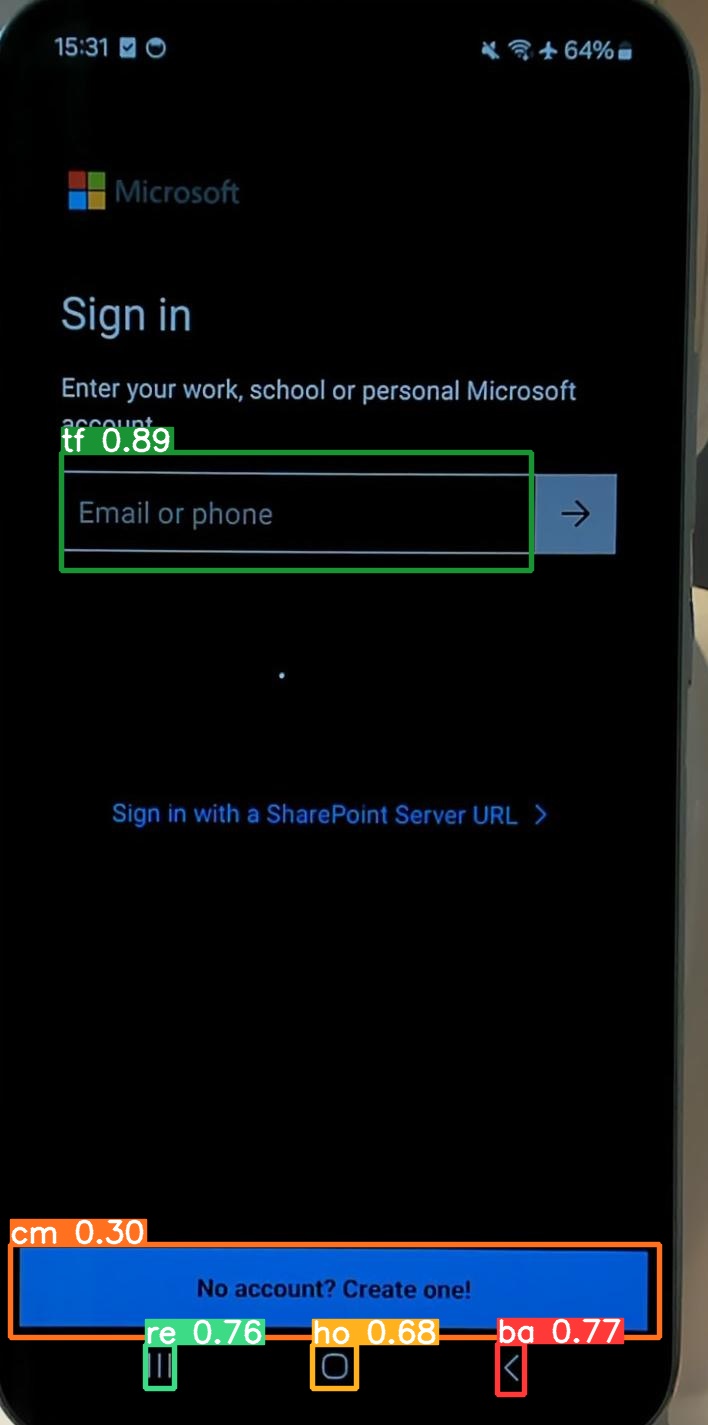 15:31
64%
Microsoft
Sign in
Enter your work, school or personal Microsoft
account
tf 0.89
Email or phone
Sign in with a SharePoint Server URL
cm 0.30
No account? Create one!
re 0.76
ho 0.68
ba 0.77